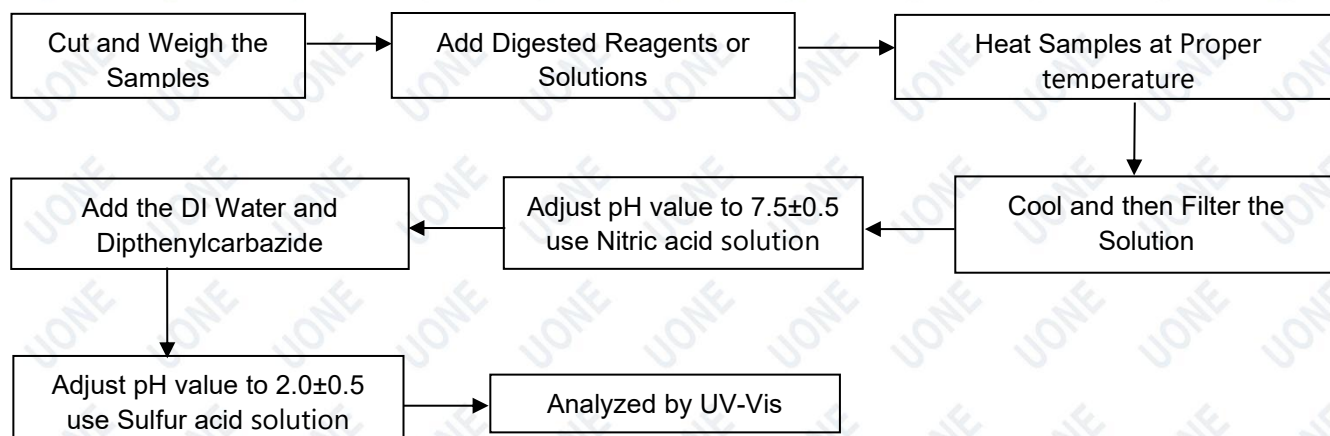 Cut and Weigh the
Samples
Add Digested Reagents or
Solutions
Heat Samples at Proper
temperature
Cool and then Filter the
Solution
Adjust pH value to 7.5±0.5
use Nitric acid solution
Add the DI Water and
Dipthenylcarbazide
Adjust pH value to 2.0±0.5
use Sulfur acid solution
Analyzed by UV-Vis
UONE